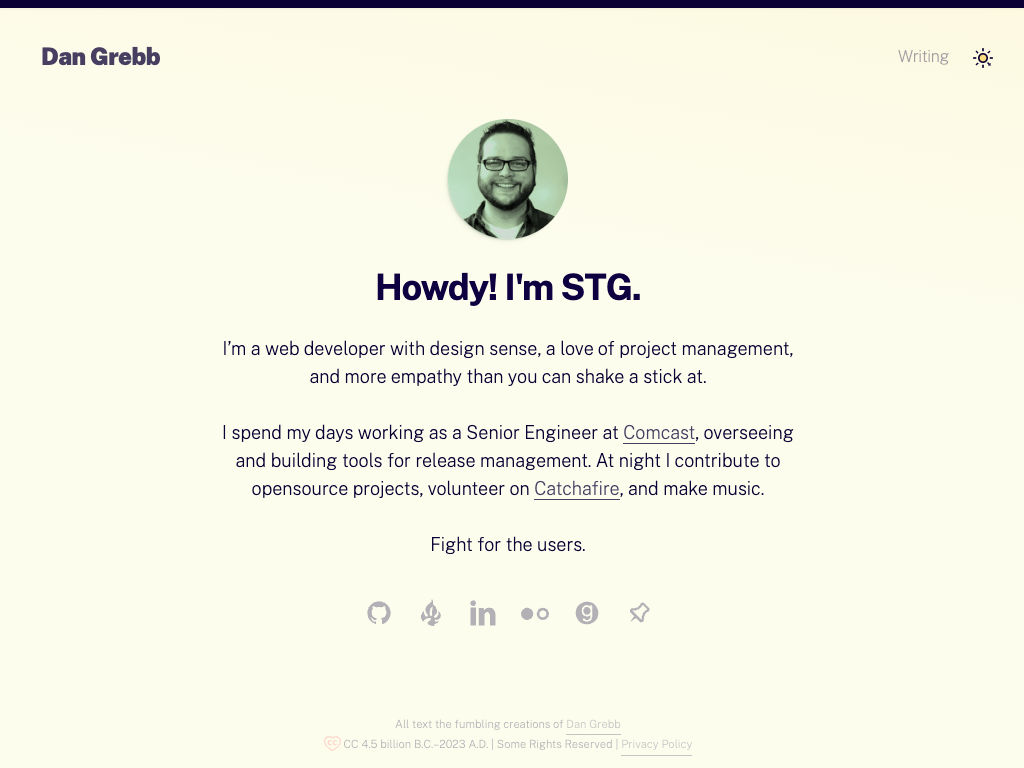 Dan Grebb
Writing
Howdy! I'm STG.
I’m a web developer with design sense, a love of project management,
and more empathy than you can shake a stick at.
I spend my days working as a Senior Engineer at Comcast, overseeing
and building tools for release management. At night I contribute to
opensource projects, volunteer on Catchafire, and make music.
Fight for the users.
in
g
All text the fumbling creations of Dan Grebb
cc CC 4.5 billion B.C.–2023 A.D. | Some Rights Reserved | Privacy Policy